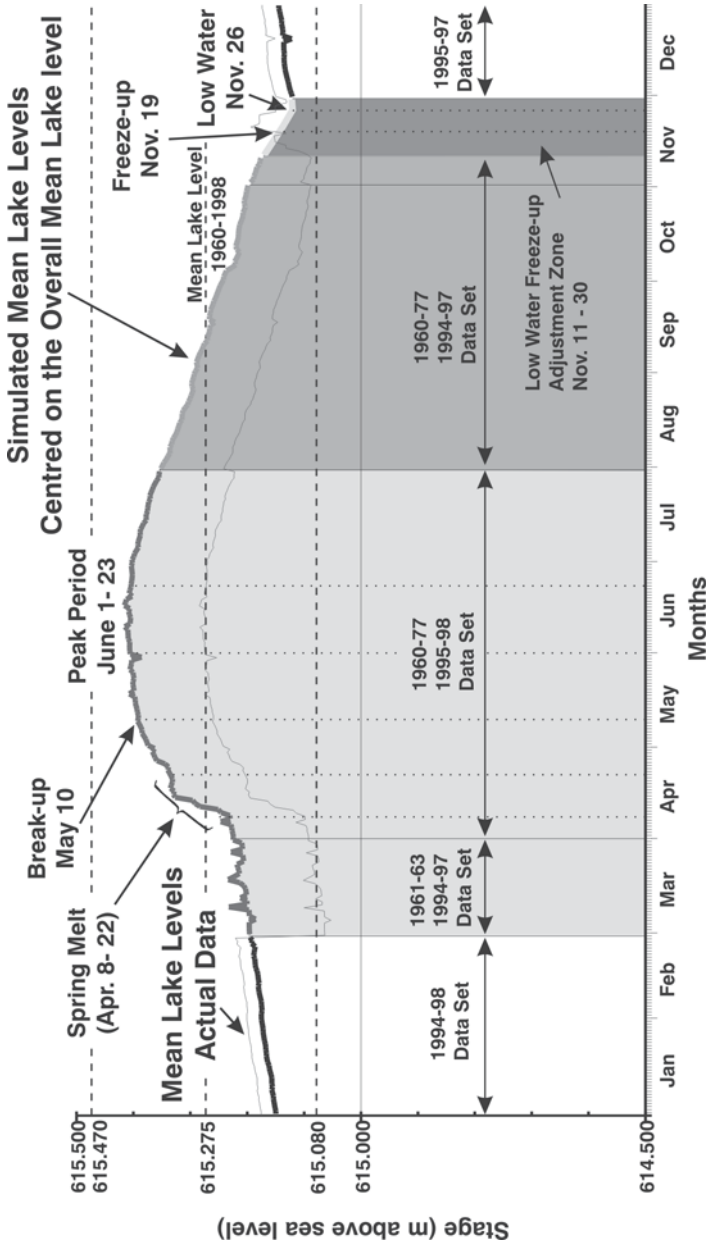 Simulated Mean Lake Levels
Centred on the Overall Mean Lake level
Peak Period
June 1- 23
Break-up
May 10
Spring Melt
(Apr. 8- 22)
Mean Lake Levels
Actual Data
Freeze-up
Nov. 19
Low Water
Nov. 26
Mean Lake Level
1960-1998
Stage (m above sea level)
615.500
615.470
615.275
615.080
615.000
614.500
1994-98
Data Set
1961-63
1994-97
Data Set
1960-77
1995-98
Data Set
1960-77
1994-97
Data Set
Low Water Freeze-up
Adjustment Zone
Nov. 11 - 30
1995-97
Data Set
Jan Feb Mar Apr May Jun Jul Aug Sep Oct Nov Dec
Months